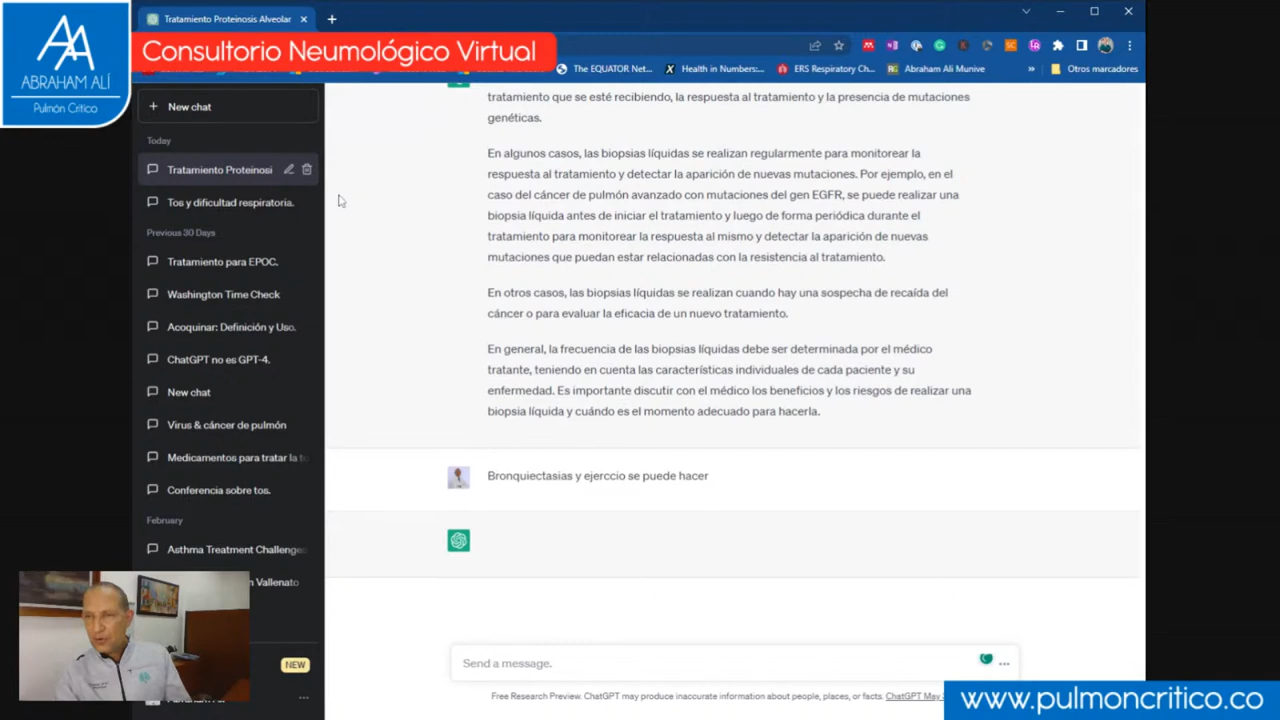 ABRAHAM ALÍ
Pulmón Crítico
Tratamiento Proteinosis Alveolar
Consultorio Neumológico Virtual
The EQUATOR Net...
Health in Numbers:...
ERS Respiratory Ch...
Abraham Ali Munive
»
Otros marcadores
New chat
Today
Tratamiento Proteinosi
Tos y dificultad respiratoria.
Previous 30 Days
Tratamiento para EPOC.
Washington Time Check
Acoquinar: Definición y Uso.
ChatGPT no es GPT-4.
New chat
Virus & cáncer de pulmón
Medicamentos para tratar la to
Conferencia sobre tos.
February
Asthma Treatment Challenges
Vallenato
NEW
tratamiento que se esté recibiendo, la respuesta al tratamiento y la presencia de mutaciones
genéticas.
En algunos casos, las biopsias líquidas se realizan regularmente para monitorear la
respuesta al tratamiento y detectar la aparición de nuevas mutaciones. Por ejemplo, en el
caso del cáncer de pulmón avanzado con mutaciones del gen EGFR, se puede realizar una
biopsia líquida antes de iniciar el tratamiento y luego de forma periódica durante el
tratamiento para monitorear la respuesta al mismo y detectar la aparición de nuevas
mutaciones que puedan estar relacionadas con la resistencia al tratamiento.
En otros casos, las biopsias líquidas se realizan cuando hay una sospecha de recaída del
cáncer o para evaluar la eficacia de un nuevo tratamiento.
En general, la frecuencia de las biopsias líquidas debe ser determinada por el médico
tratante, teniendo en cuenta las características individuales de cada paciente y su
enfermedad. Es importante discutir con el médico los beneficios y los riesgos de realizar una
biopsia líquida y cuándo es el momento adecuado para hacerla.
Bronquiectasias y ejerccio se puede hacer
Send a message.
Free Research Preview. ChatGPT may produce inaccurate information about people, places, or facts. ChatGPT May
www.pulmoncritico.co